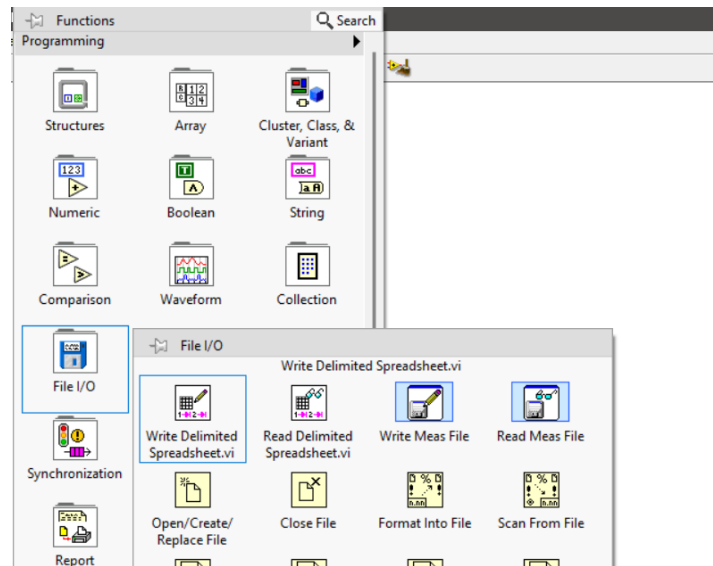 Functions
Search
Programming
Structures
Array
Cluster, Class, &
Variant
Numeric
Boolean
String
Comparison
Waveform
Collection
File I/O
File I/O
Write Delimited Spreadsheet.vi
Write Delimited
Spreadsheet.vi
Read Delimited
Spreadsheet.vi
Write Meas File
Read Meas File
Synchronization
Open/Create/
Replace File
Close File
Format Into File
Scan From File
Report